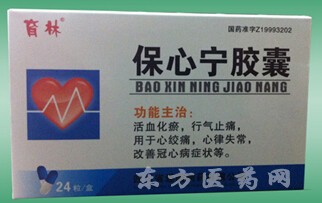 育林
国药准字Z19993202
保心宁胶囊
BAO XIN NING JIAO NANG
功能主治:
活血化瘀，行气止痛，
用于心绞痛，心律失常，
改善冠心病症状等。
24粒/盒
东方医药网